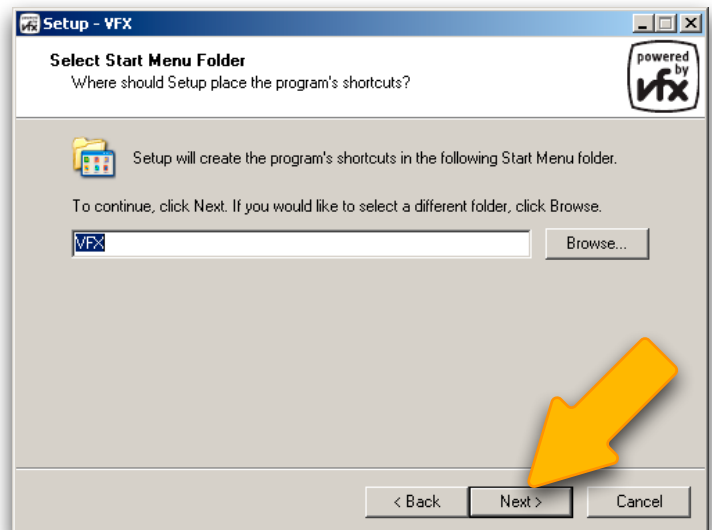 Setup - VFX
Select Start Menu Folder
Where should Setup place the program's shortcuts?
powered
by
vfx
Setup will create the program's shortcuts in the following Start Menu folder.
To continue, click Next. If you would like to select a different folder, click Browse.
VFX
Browse...
< Back
Next >
Cancel